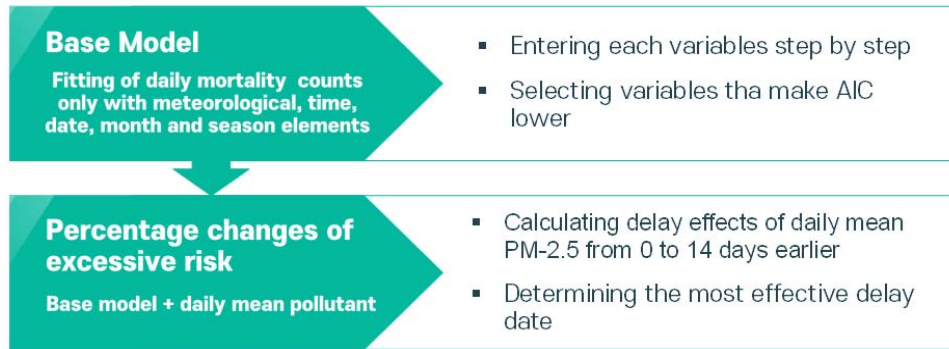 Base Model
Fitting of daily mortality counts
only with meteorological, time,
date, month and season elements
▪ Entering each variables step by step
▪ Selecting variables tha make AIC
lower
Percentage changes of
excessive risk
Base model + daily mean pollutant
▪ Calculating delay effects of daily mean
PM-2.5 from 0 to 14 days earlier
▪ Determining the most effective delay
date